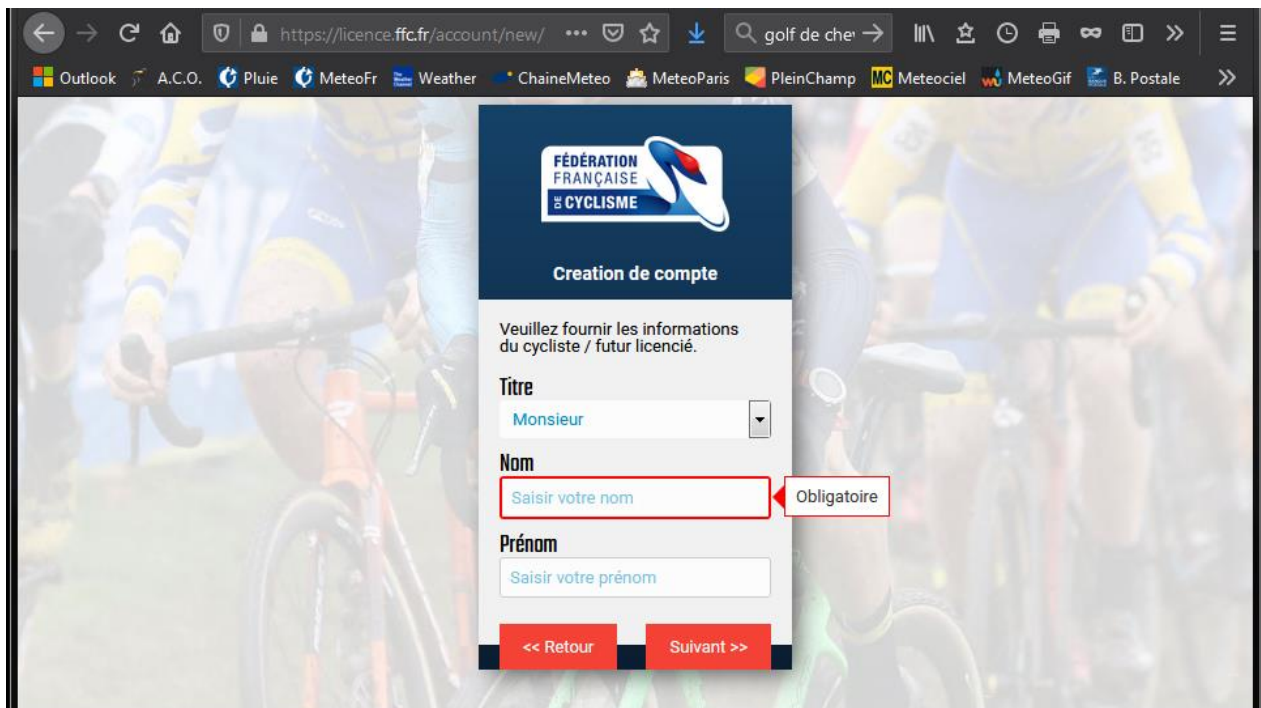 https://licence.ffc.fr/account/new/ golf de che
Outlook A.C.O. Pluie MeteoFr Weather ChaineMeteo MeteoParis PleinChamp MC Meteociel MeteoGif B. Postale
FÉDÉRATION
FRANÇAISE
DE CYCLISME
Creation de compte
Veuillez fournir les informations
du cycliste / futur licencié.
Titre
Monsieur
Nom
Saisir votre nom
Obligatoire
Prénom
Saisir votre prénom
<< Retour
Suivant >>